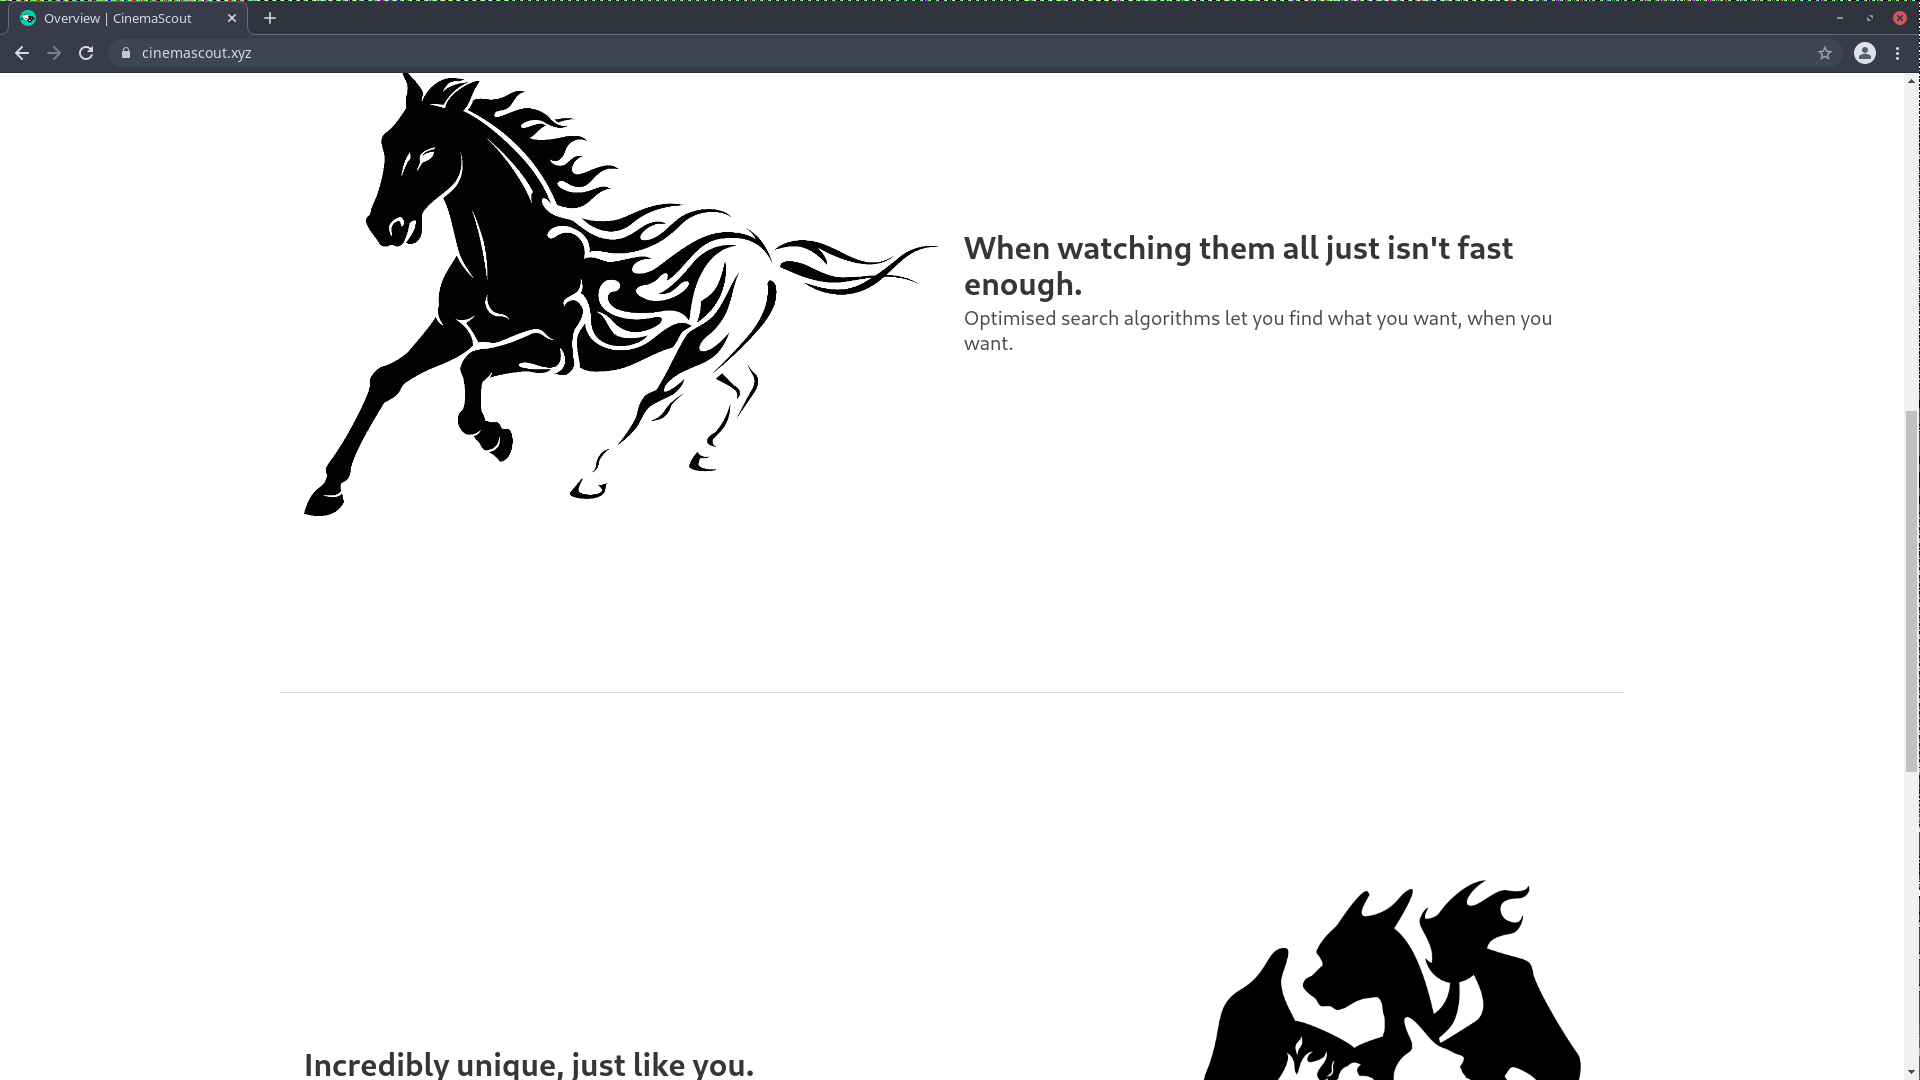 Overview | CinemaScout
cinemascout.xyz
When watching them all just isn't fast
enough.
Optimised search algorithms let you find what you want, when you
want.
Incredibly unique, just like you.